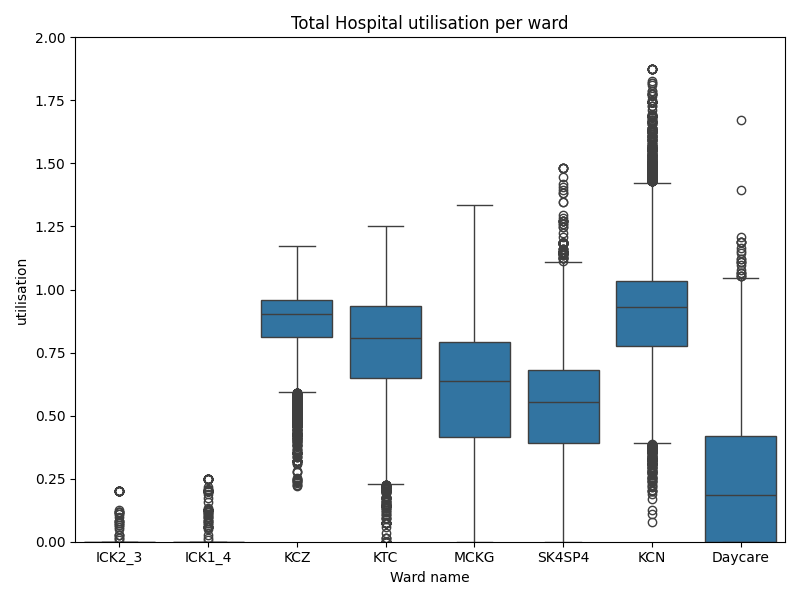 Total Hospital utilisation per ward
utilisation
2.00
1.75
1.50
1.25
1.00
0.75
0.50
0.25
0.00
ICK2_3 ICK1_4 KCZ KTC MCKG SK4SP4 KCN Daycare
Ward name